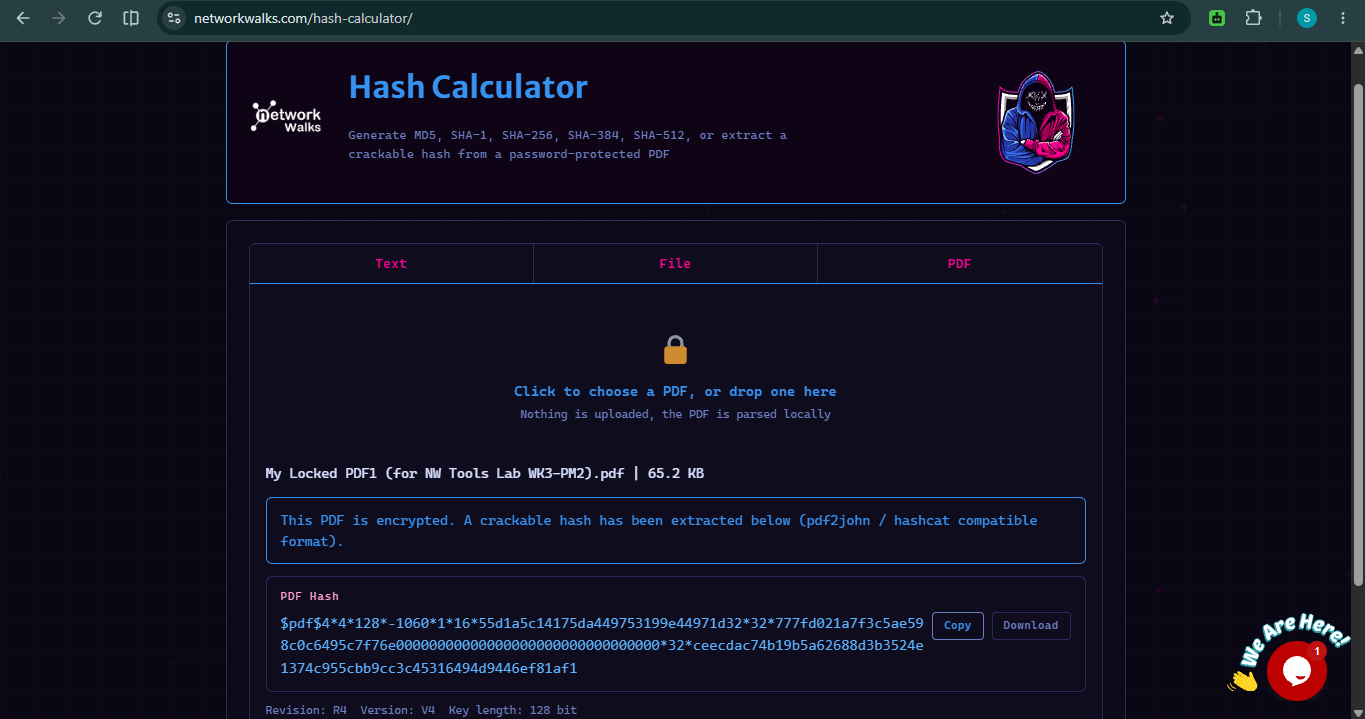 networkwalks.com/hash-calculator/
S
Hash Calculator
network
Walks
Generate MD5, SHA-1, SHA-256, SHA-384, SHA-512, or extract a
crackable hash from a password-protected PDF
Text
File
PDF
Click to choose a PDF, or drop one here
Nothing is uploaded, the PDF is parsed locally
My Locked PDF1 (for NW Tools Lab WK3-PM2).pdf | 65.2 KB
This PDF is encrypted. A crackable hash has been extracted below (pdf2john / hashcat compatible
format).
PDF Hash
$pdf$4*4*128*-1060*1*16*55d1a5c14175da449753199e44971d32*32*777fd021a7f3c5ae59
8c0c6495c7f76e00000000000000000000000000000000*32*ceecdac74b19b5a62688d3b3524e
1374c955cbb9cc3c45316494d9446ef81af1
Copy
Download
Revision: R4 Version: V4 Key length: 128 bit
We Are Here!
1